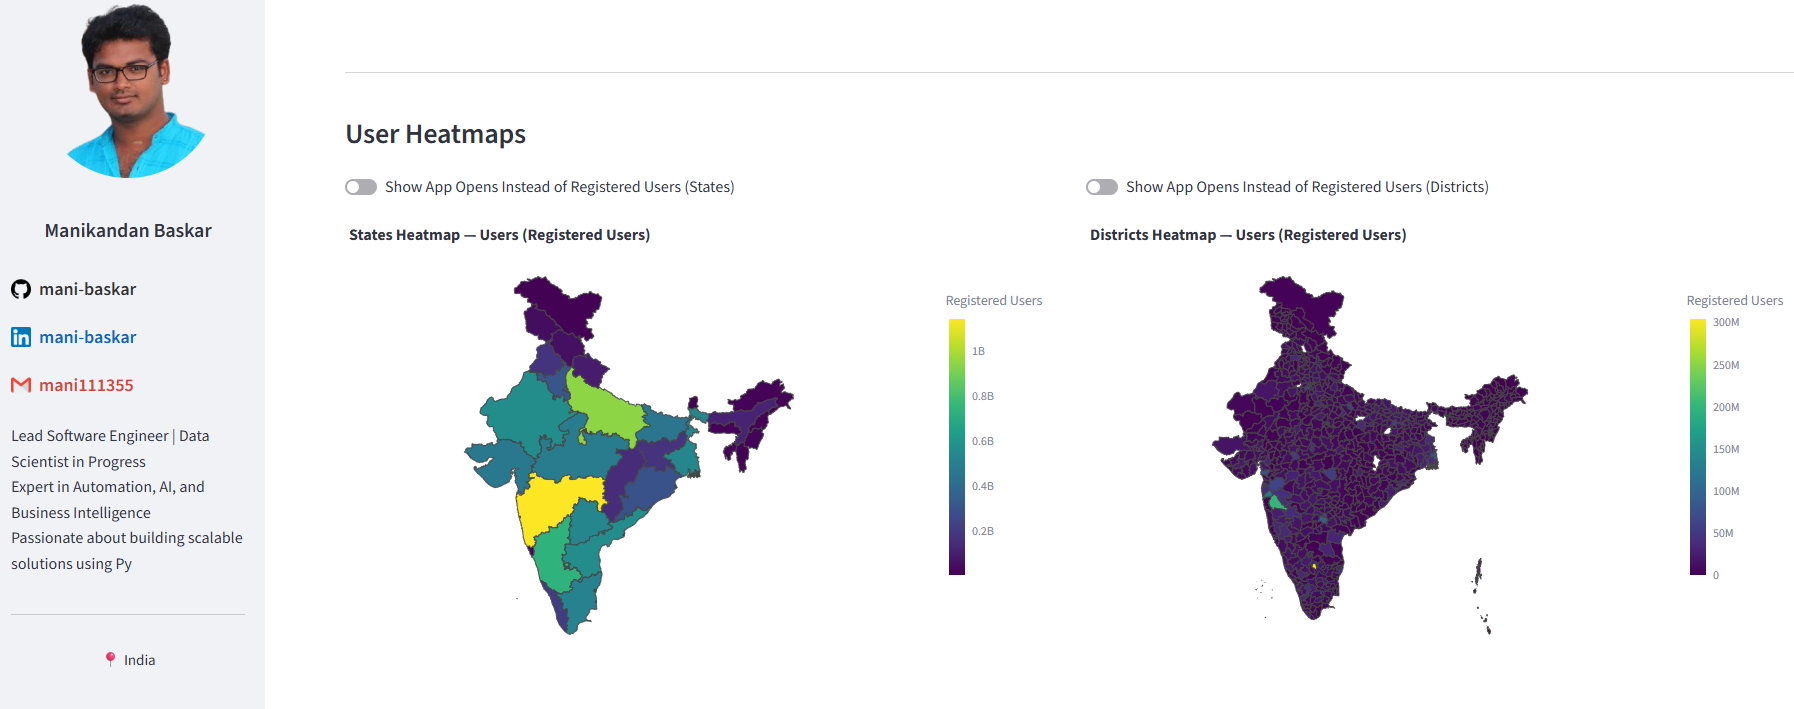 Manikandan Baskar
mani-baskar
mani-baskar
mani111355
Lead Software Engineer | Data
Scientist in Progress
Expert in Automation, AI, and
Business Intelligence
Passionate about building scalable
solutions using Py
India
User Heatmaps
Show App Opens Instead of Registered Users (States)
States Heatmap — Users (Registered Users)
Registered Users
1B
0.8B
0.6B
0.4B
0.2B
Show App Opens Instead of Registered Users (Districts)
Districts Heatmap — Users (Registered Users)
Registered Users
300M
250M
200M
150M
100M
50M
0